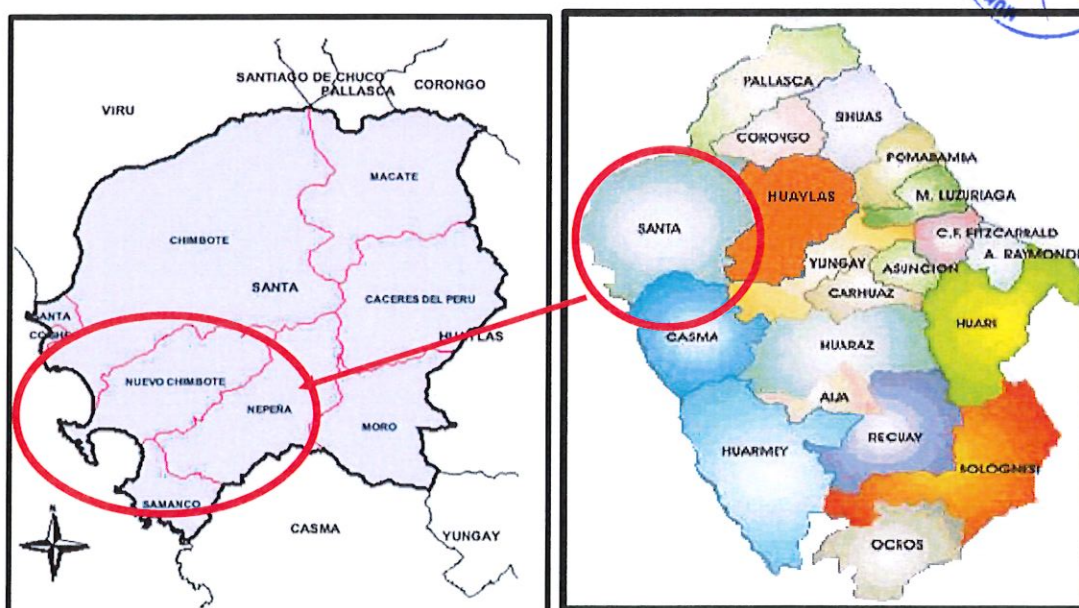 SANTIAGO DE CHUCO
PALLASCA
CORONGO
VIRU
MACATE
CHIMBOTE
SANTA
CACERES DEL PERU
SANTA
HUAYLAS
NUEVO CHIMBOTE
NEPEÑA
MORO
SAMANCO
CASMA
YUNGAY
N
PALLASCA
SIHUAS
CORONGO
POMABAMBA
HUAYLAS
M. LUZURIAGA
SANTA
C.F. FITZCARRALD
A. RAYMONDI
YUNGAY
ASUNCION
CARHUAZ
HUARI
CASMA
HUARAZ
AIJA
RECUAY
HUARMEY
BOLOGNESI
OCROS